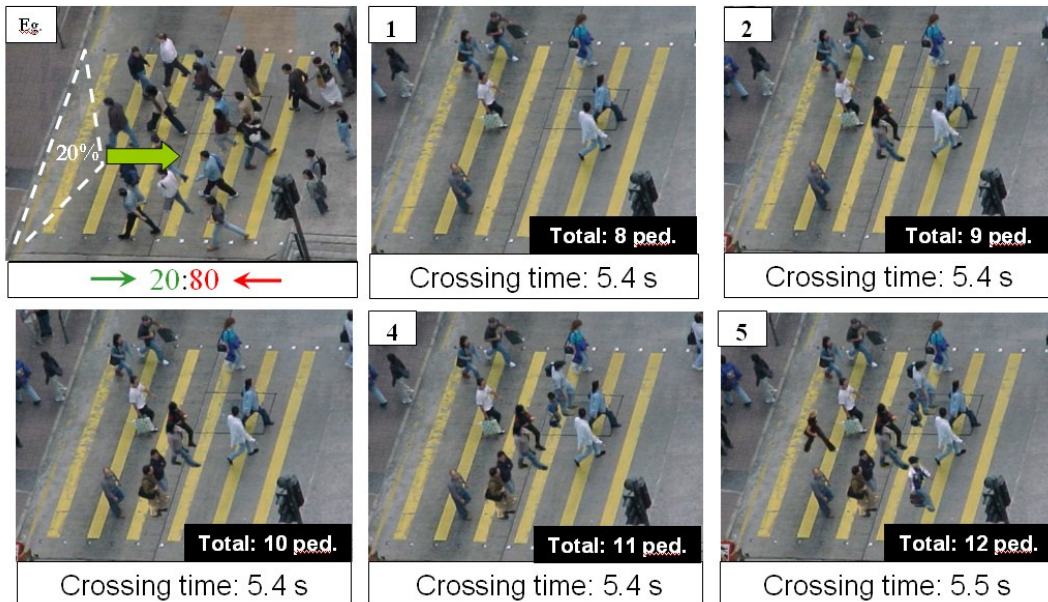 Eg.
20%
20:80
1
Total: 8 ped.
Crossing time: 5.4 s
2
Total: 9 ped.
Crossing time: 5.4 s
Total: 10 ped.
Crossing time: 5.4 s
4
Total: 11 ped.
Crossing time: 5.4 s
5
Total: 12 ped.
Crossing time: 5.5 s